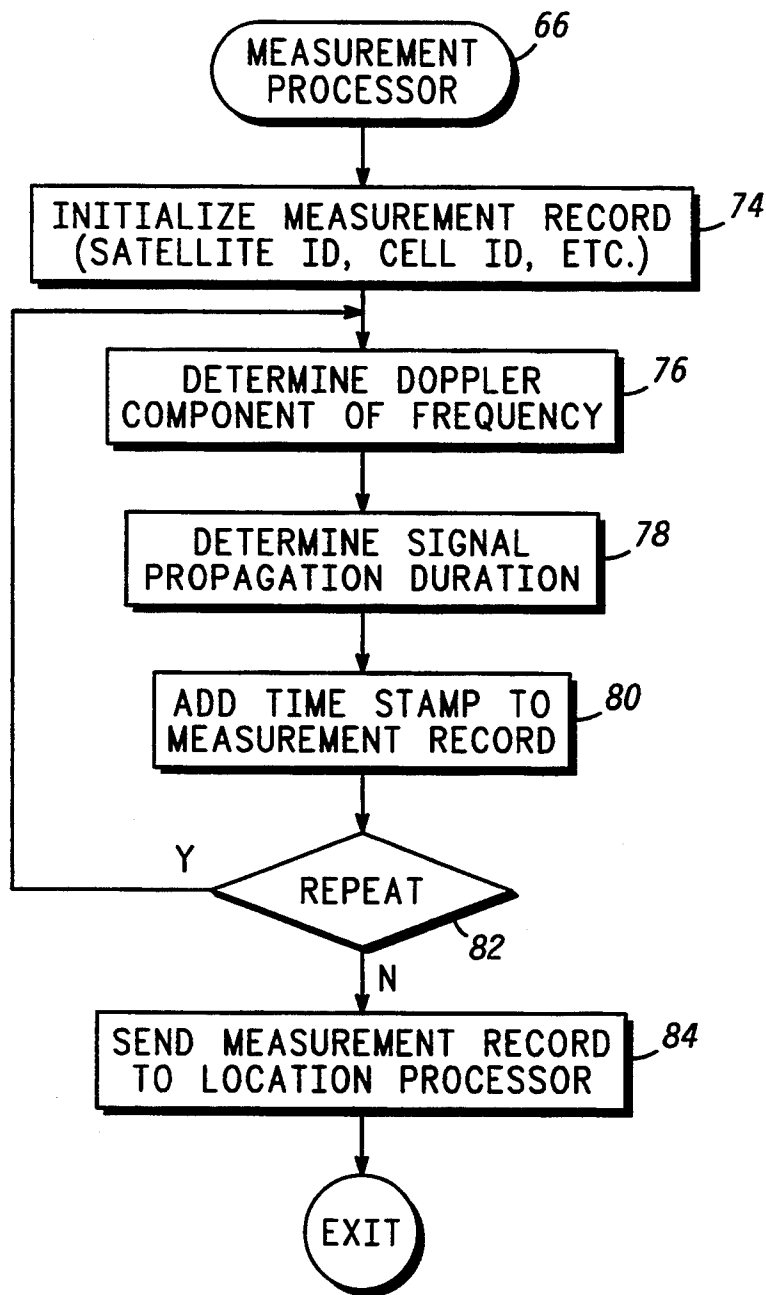 66
MEASUREMENT
PROCESSOR
74
INITIALIZE MEASUREMENT RECORD
(SATELLITE ID, CELL ID, ETC.)
76
DETERMINE DOPPLER
COMPONENT OF FREQUENCY
78
DETERMINE SIGNAL
PROPAGATION DURATION
80
ADD TIME STAMP TO
MEASUREMENT RECORD
Y
REPEAT
82
N
84
SEND MEASUREMENT RECORD
TO LOCATION PROCESSOR
EXIT